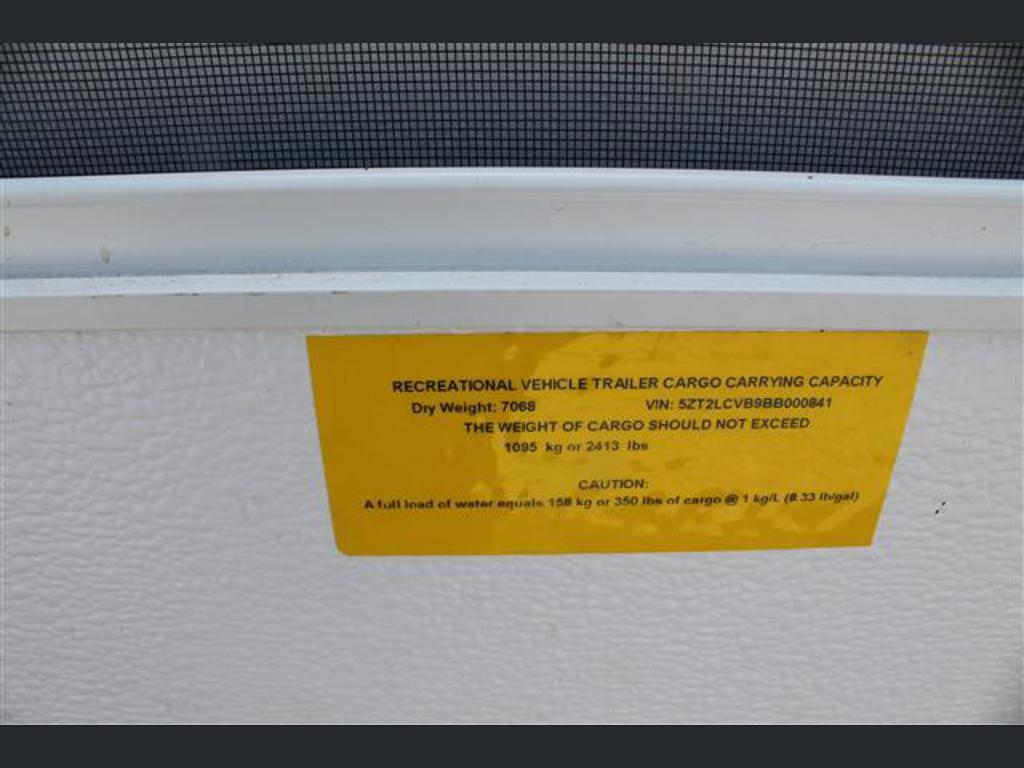 RECREATIONAL VEHICLE TRAILER CARGO CARRYING CAPACITY
Dry Weight: 7068 VIN: 5ZT2LCVB9BB000841
THE WEIGHT OF CARGO SHOULD NOT EXCEED
1095 kg or 2413 lbs
CAUTION:
A full load of water equals 158 kg or 350 lbs of cargo @ 1 kg/L (8.33 lb/gal)